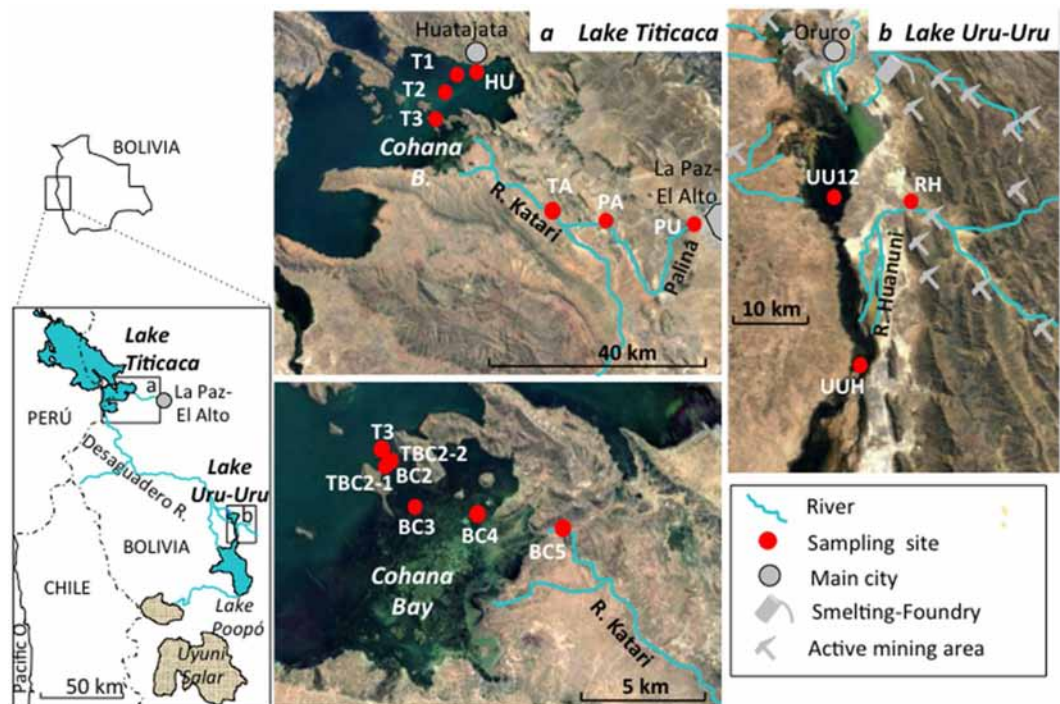 BOLIVIA
Lake
Titicaca
a
La Paz-
El Alto
PERÚ
Desaguadero R.
Lake
Uru-Uru
b
BOLIVIA
CHILE
Lake
Poopó
Uyuni
Salar
Pacific O.
50 km
a Lake Titicaca
Huatajata
T1
HU
T2
T3
Cohana
B.
R. Katari
TA
PA
La Paz-
El Alto
PU
Palina
40 km
T3
TBC2-2
BC2
TBC2-1
BC3
BC4
BC5
Cohana
Bay
R. Katari
5 km
b Lake Uru-Uru
Oruro
UU12
RH
R. Huanuni
10 km
UUH
River
Sampling site
Main city
Smelting-Foundry
Active mining area